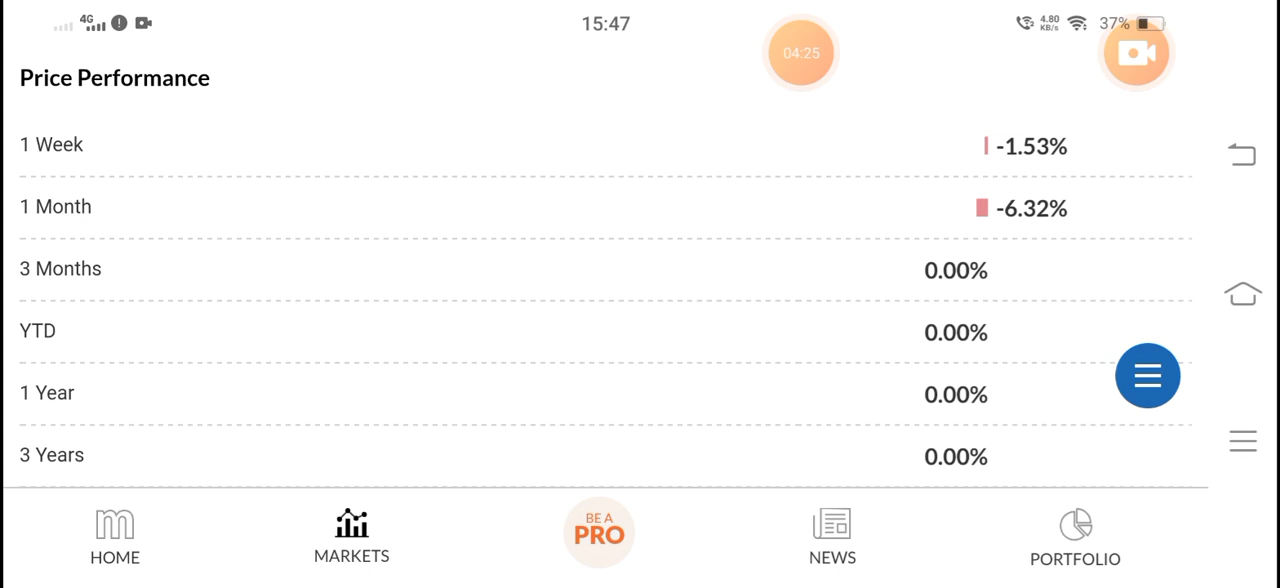 4G 15:47 4.80 KB/s 37%
04:25
Price Performance
1 Week -1.53%
1 Month -6.32%
3 Months 0.00%
YTD 0.00%
1 Year 0.00%
3 Years 0.00%
m
HOME
MARKETS
BE A
PRO
NEWS
PORTFOLIO